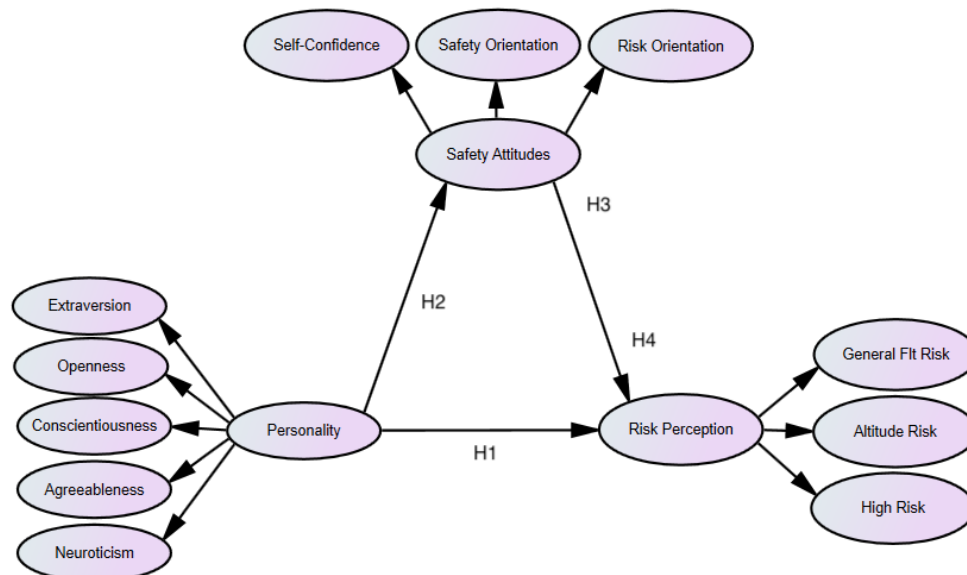 Self-Confidence
Safety Orientation
Risk Orientation
Safety Attitudes
H3
H2
Extraversion
Openness
Conscientiousness
Agreeableness
Neuroticism
Personality
H1
H4
Risk Perception
General Flt Risk
Altitude Risk
High Risk